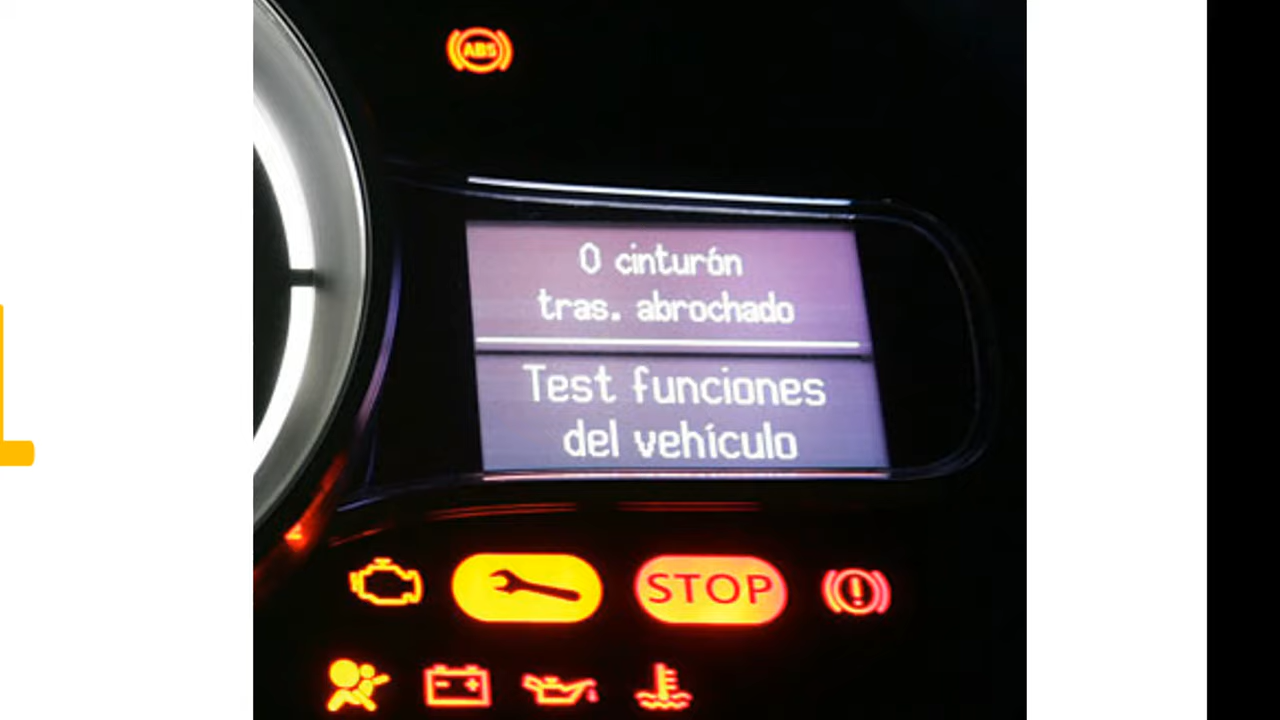 ABS
0 cinturón
tras. abrochado
Test funciones
del vehículo
STOP